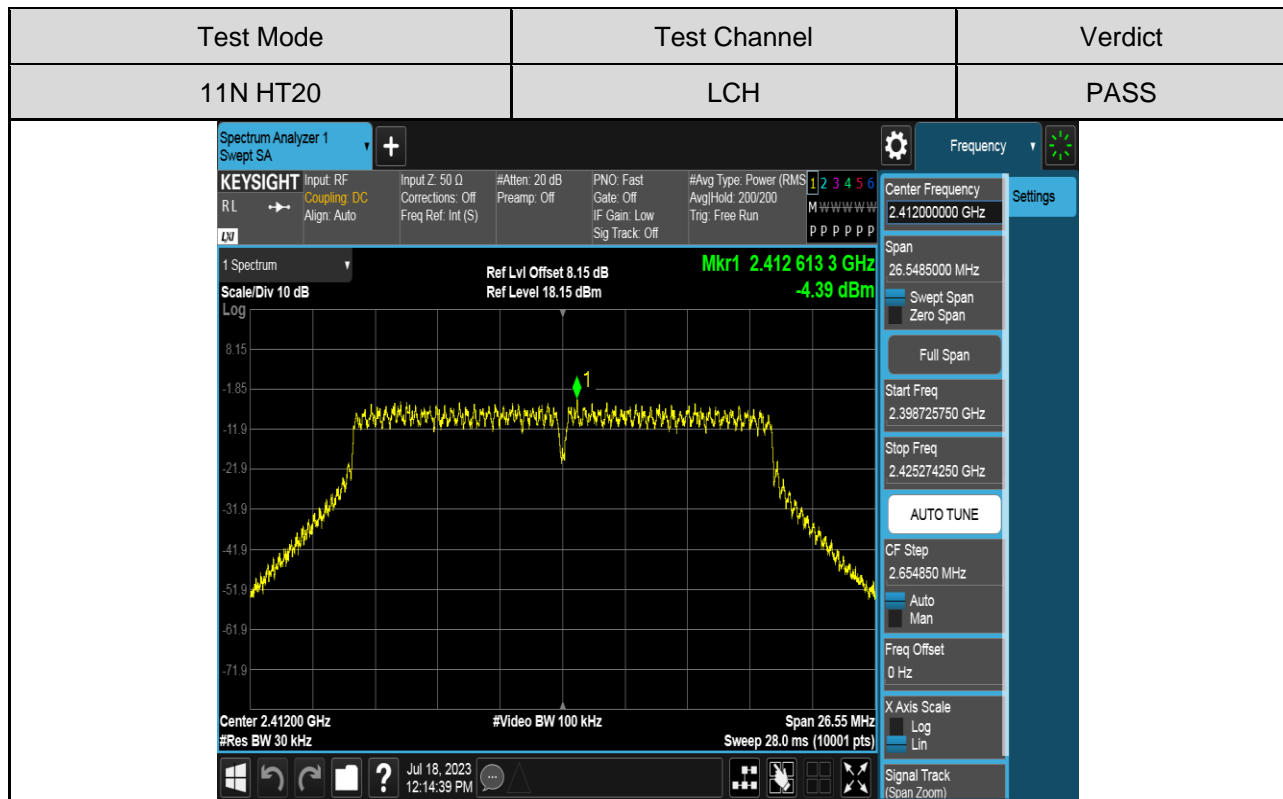 Test Mode Test Channel Verdict
11N HT20 LCH PASS
Spectrum Analyzer 1
Swept SA
Frequency
Settings
KEYSIGHT
RL
LXI
Input: RF
Coupling: DC
Align: Auto
Input Z: 50 Ω
Corrections: Off
Freq Ref: Int (S)
#Atten: 20 dB
Preamp: Off
PNO: Fast
Gate: Off
IF Gain: Low
Sig Track: Off
#Avg Type: Power (RMS
Avg|Hold: 200/200
Trig: Free Run
1 2 3 4 5 6
M W W W W W
P P P P P P
1 Spectrum
Scale/Div 10 dB
Log
Ref Lvl Offset 8.15 dB
Ref Level 18.15 dBm
Mkr1 2.412 613 3 GHz
-4.39 dBm
1
8.15
-1.85
-11.9
-21.9
-31.9
-41.9
-51.9
-61.9
-71.9
Center 2.41200 GHz
#Res BW 30 kHz
#Video BW 100 kHz
Span 26.55 MHz
Sweep 28.0 ms (10001 pts)
Center Frequency
2.412000000 GHz
Span
26.5485000 MHz
Swept Span
Zero Span
Full Span
Start Freq
2.398725750 GHz
Stop Freq
2.425274250 GHz
AUTO TUNE
CF Step
2.654850 MHz
Auto
Man
Freq Offset
0 Hz
X Axis Scale
Log
Lin
Signal Track
(Span Zoom)
?
Jul 18, 2023
12:14:39 PM